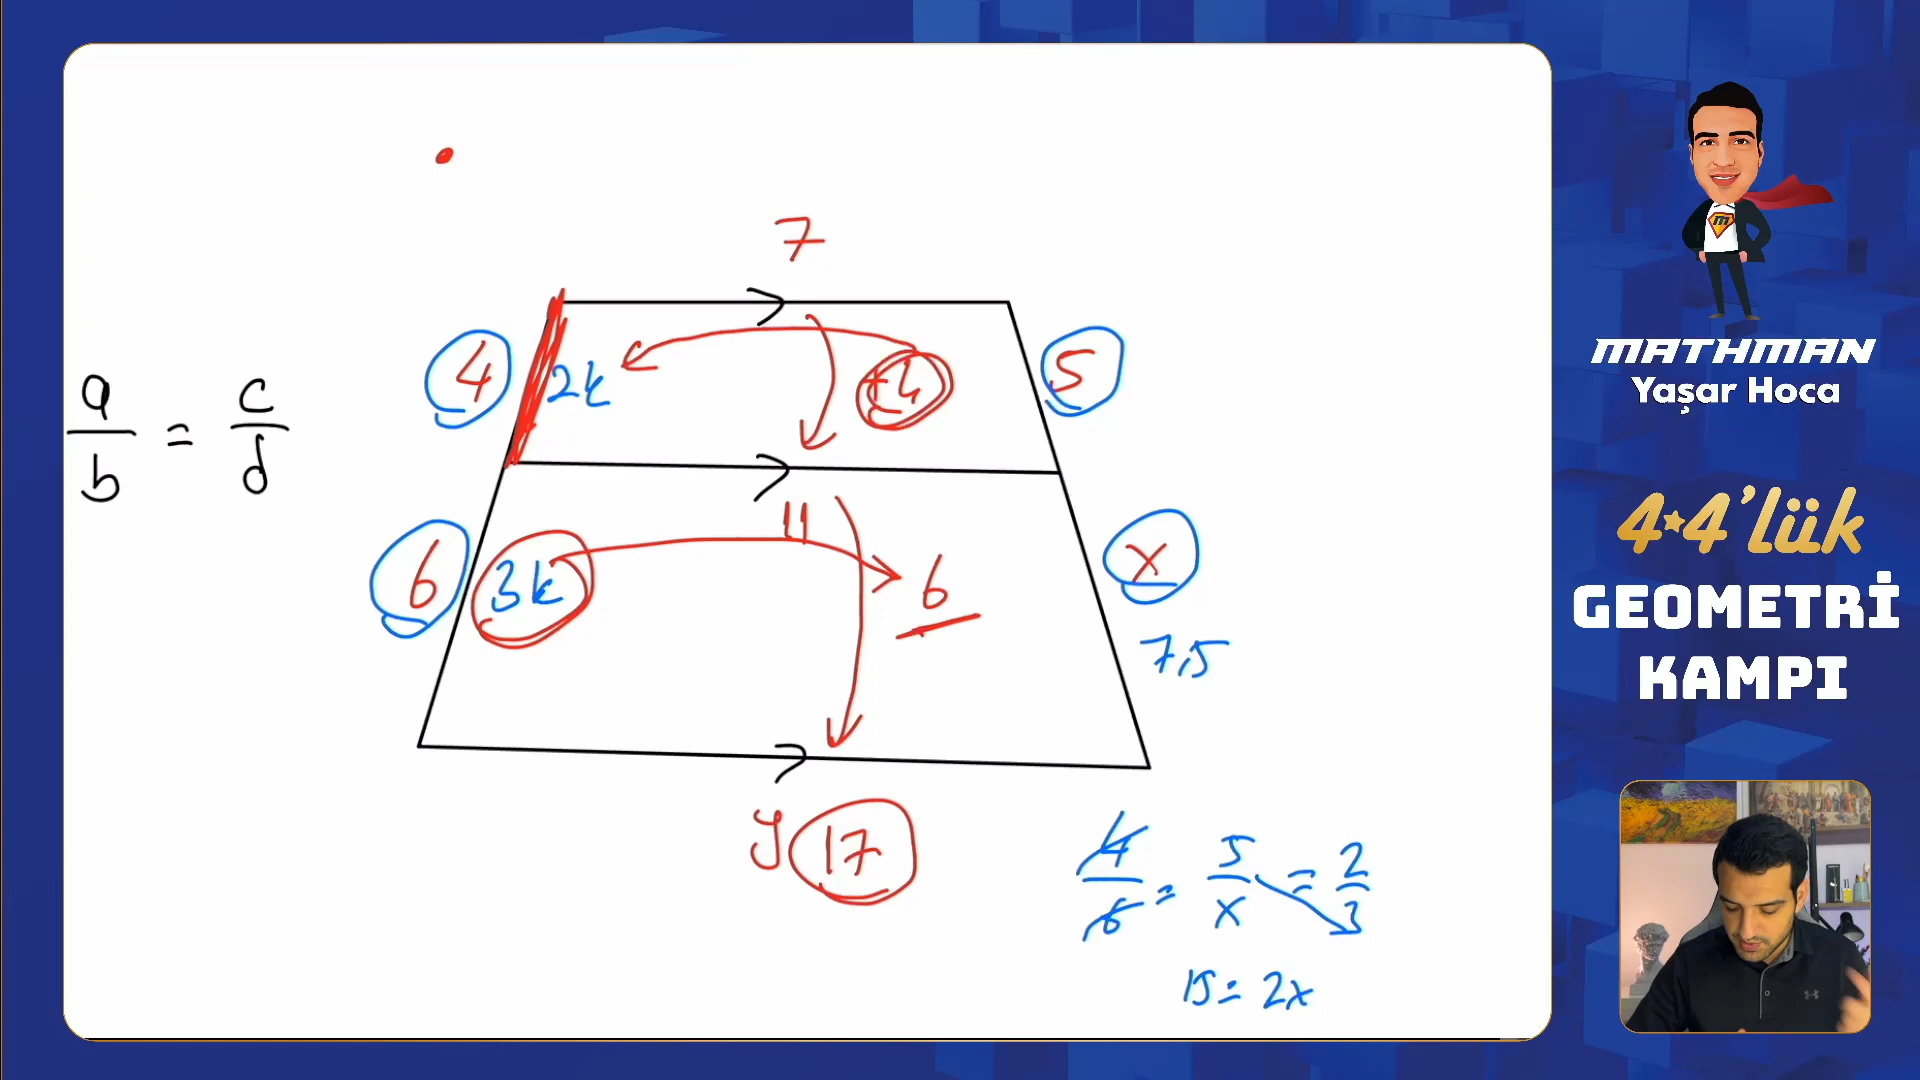 7
4
2k
+4
5
a/b = c/d
11
6
3k
6
x
7,5
y 17
4/6 = 5/x = 2/3
15 = 2x
MATHMAN
Yaşar Hoca
4★4'lük
GEOMETRİ
KAMPI